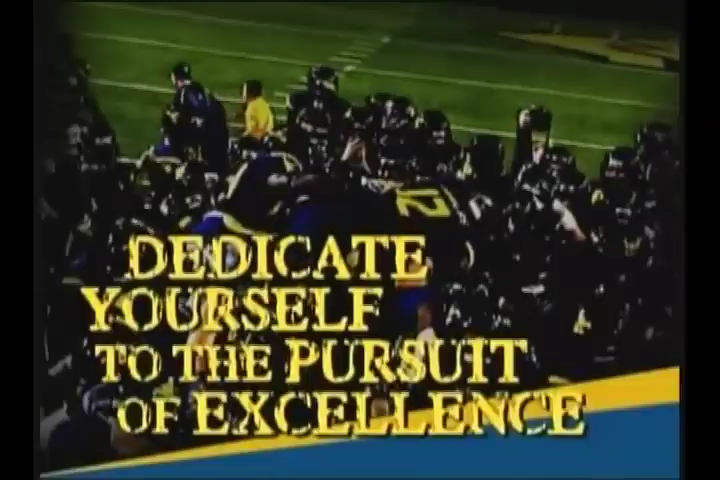 DEDICATE
YOURSELF
TO THE PURSUIT
OF EXCELLENCE